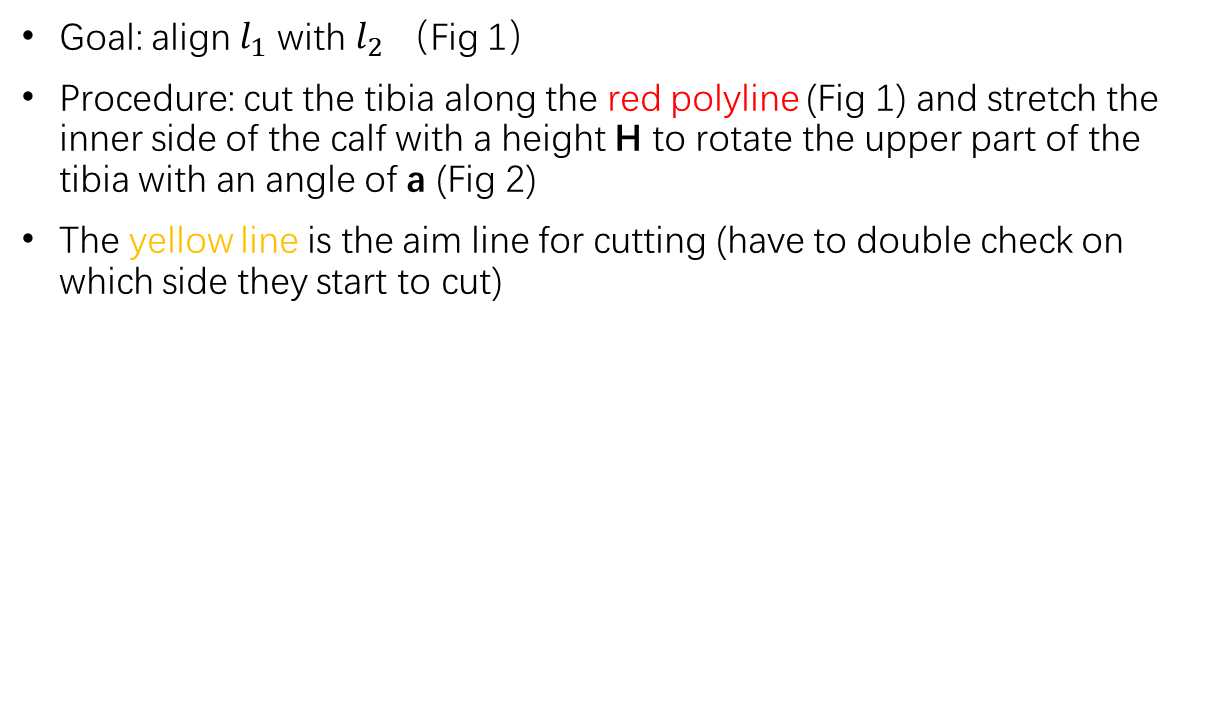 • Goal: align l₁ with l₂ （Fig 1）
• Procedure: cut the tibia along the red polyline (Fig 1) and stretch the
inner side of the calf with a height H to rotate the upper part of the
tibia with an angle of a (Fig 2)
• The yellow line is the aim line for cutting (have to double check on
which side they start to cut)